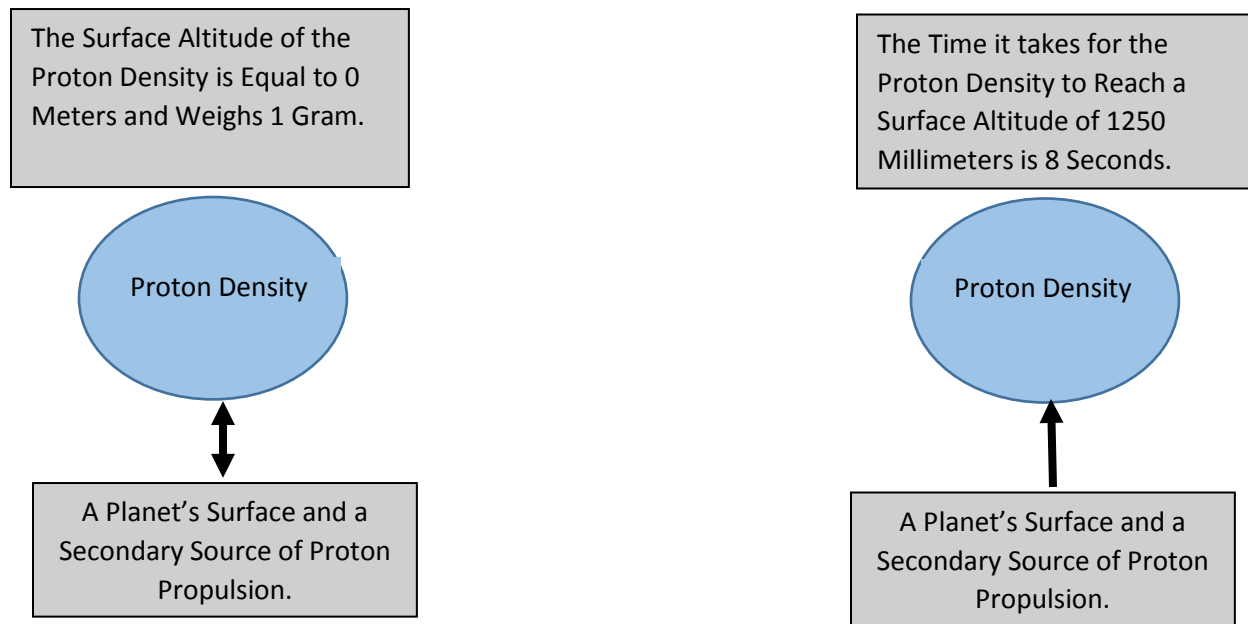 The Surface Altitude of the
Proton Density is Equal to 0
Meters and Weighs 1 Gram.
Proton Density
A Planet’s Surface and a
Secondary Source of Proton
Propulsion.
The Time it takes for the
Proton Density to Reach a
Surface Altitude of 1250
Millimeters is 8 Seconds.
Proton Density
A Planet’s Surface and a
Secondary Source of Proton
Propulsion.